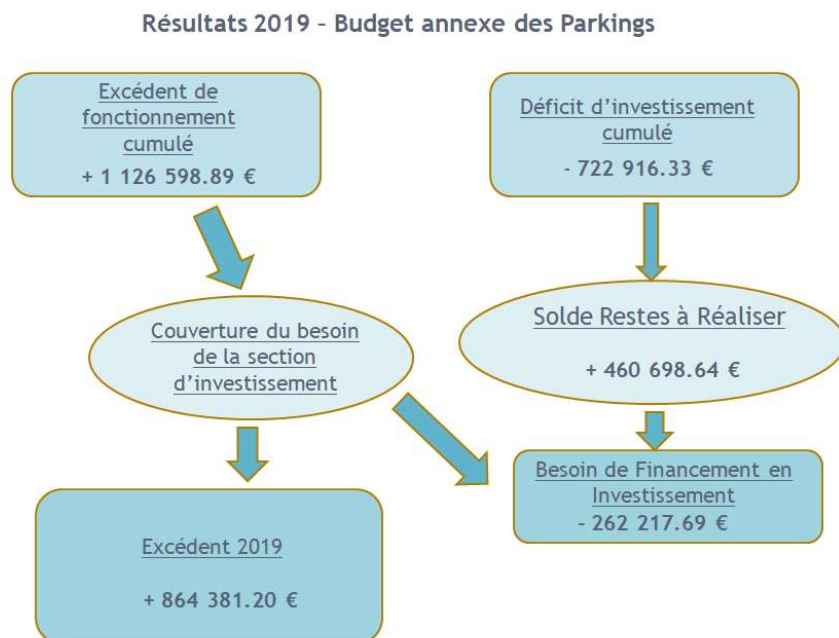 Résultats 2019 – Budget annexe des Parkings
Excédent de
fonctionnement
cumulé
+ 1 126 598.89 €
Déficit d’investissement
cumulé
- 722 916.33 €
Couverture du besoin
de la section
d’investissement
Solde Restes à Réaliser
+ 460 698.64 €
Excédent 2019
+ 864 381.20 €
Besoin de Financement en
Investissement
– 262 217.69 €